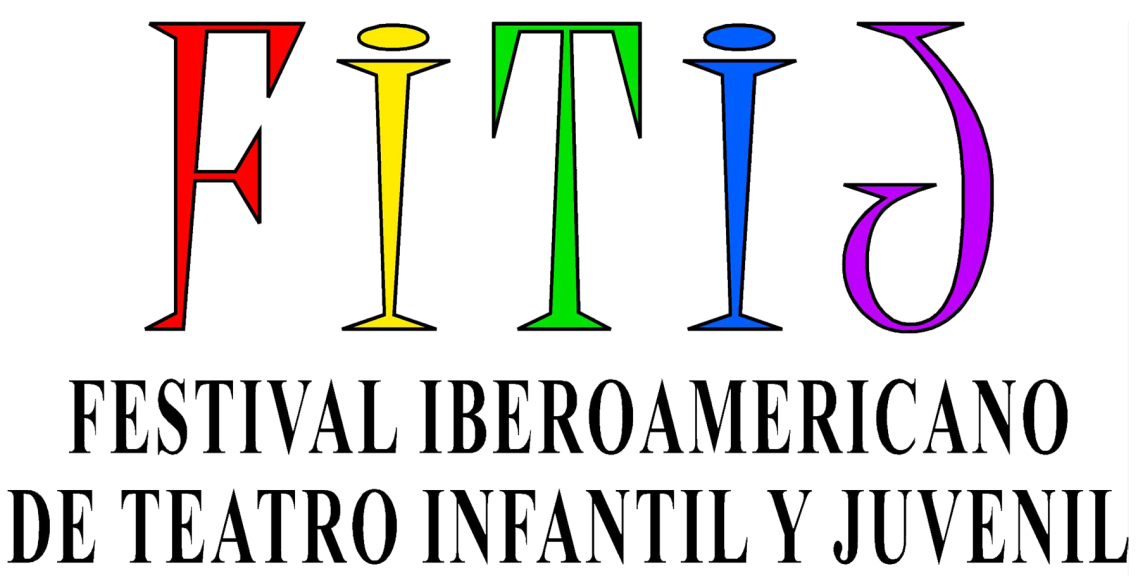 FiTiJ
FESTIVAL IBEROAMERICANO
DE TEATRO INFANTIL Y JUVENIL